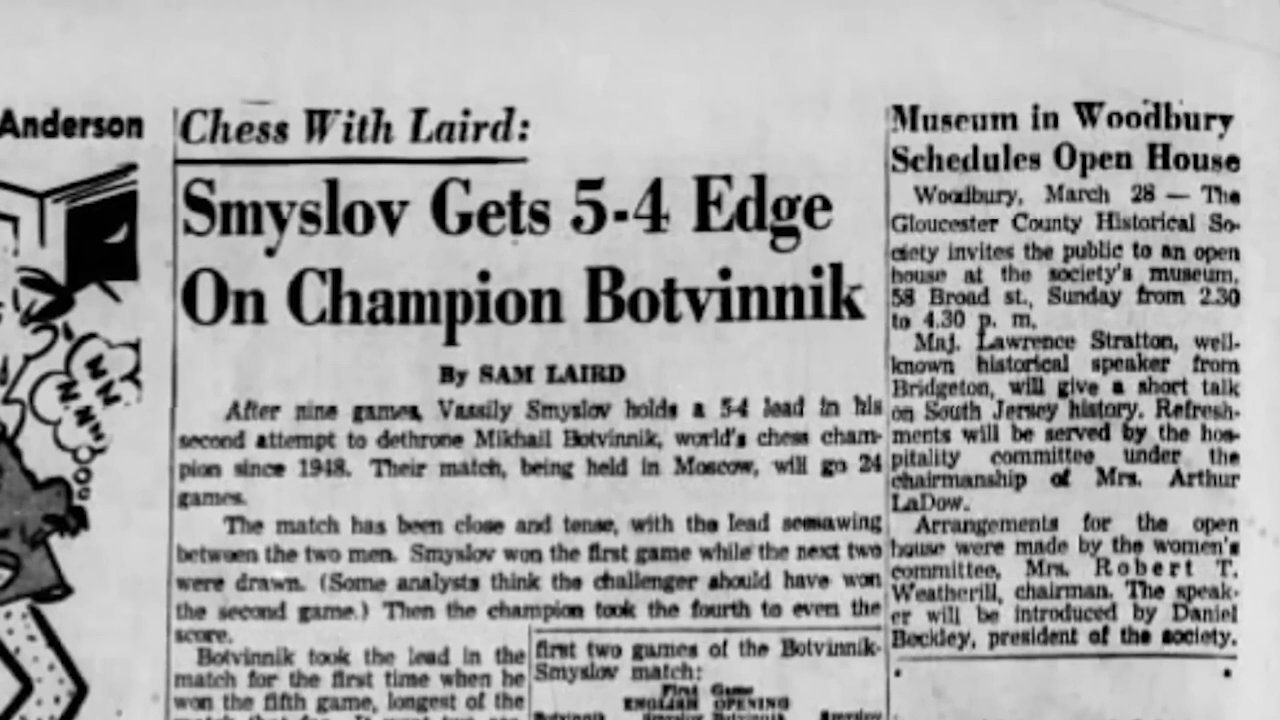 Anderson
Chess With Laird:
Smyslov Gets 5-4 Edge
On Champion Botvinnik
By SAM LAIRD
After nine games, Vassily Smyslov holds a 5-4 lead in his
second attempt to dethrone Mikhail Botvinnik, world's chess cham-
pion since 1948. Their match, being held in Moscow, will go 24
games.
The match has been close and tense, with the lead seesawing
between the two men. Smyslov won the first game while the next two
were drawn. (Some analysts think the challenger should have won
the second game.) Then the champion took the fourth to even the
score.
Botvinnik took the lead in the
match for the first time when he
won the fifth game, longest of the
first two games of the Botvinnik-
Smyslov match:
First Game
ENGLISH OPENING
Botvinnik Smyslov Botvinnik Smyslov
Museum in Woodbury
Schedules Open House
Woodbury, March 28 — The
Gloucester County Historical So-
ciety invites the public to an open
house at the society's museum,
58 Broad st., Sunday from 2.30
to 4.30 p. m.
Maj. Lawrence Stratton, well-
known historical speaker from
Bridgeton, will give a short talk
on South Jersey history. Refresh-
ments will be served by the hos-
pitality committee under the
chairmanship of Mrs. Arthur
LaDow.
Arrangements for the open
house were made by the women's
committee, Mrs. Robert T.
Weatherill, chairman. The speak-
er will be introduced by Daniel
Beckley, president of the society.